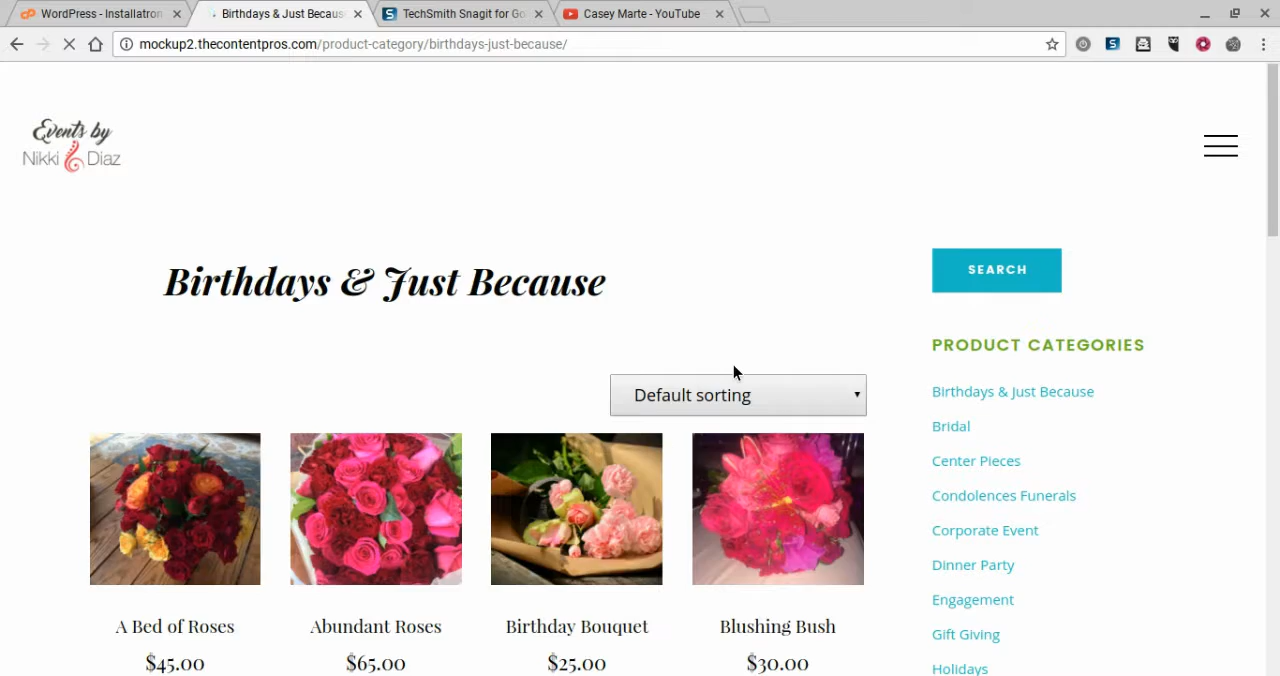 WordPress - Installatron
Birthdays & Just Becaus
TechSmith Snagit for Go
Casey Marte - YouTube
mockup2.thecontentpros.com/product-category/birthdays-just-because/
Events by
Nikki Diaz
Birthdays & Just Because
SEARCH
PRODUCT CATEGORIES
Default sorting
Birthdays & Just Because
Bridal
Center Pieces
Condolences Funerals
Corporate Event
Dinner Party
Engagement
Gift Giving
Holidays
A Bed of Roses
Abundant Roses
Birthday Bouquet
Blushing Bush
$45.00
$65.00
$25.00
$30.00